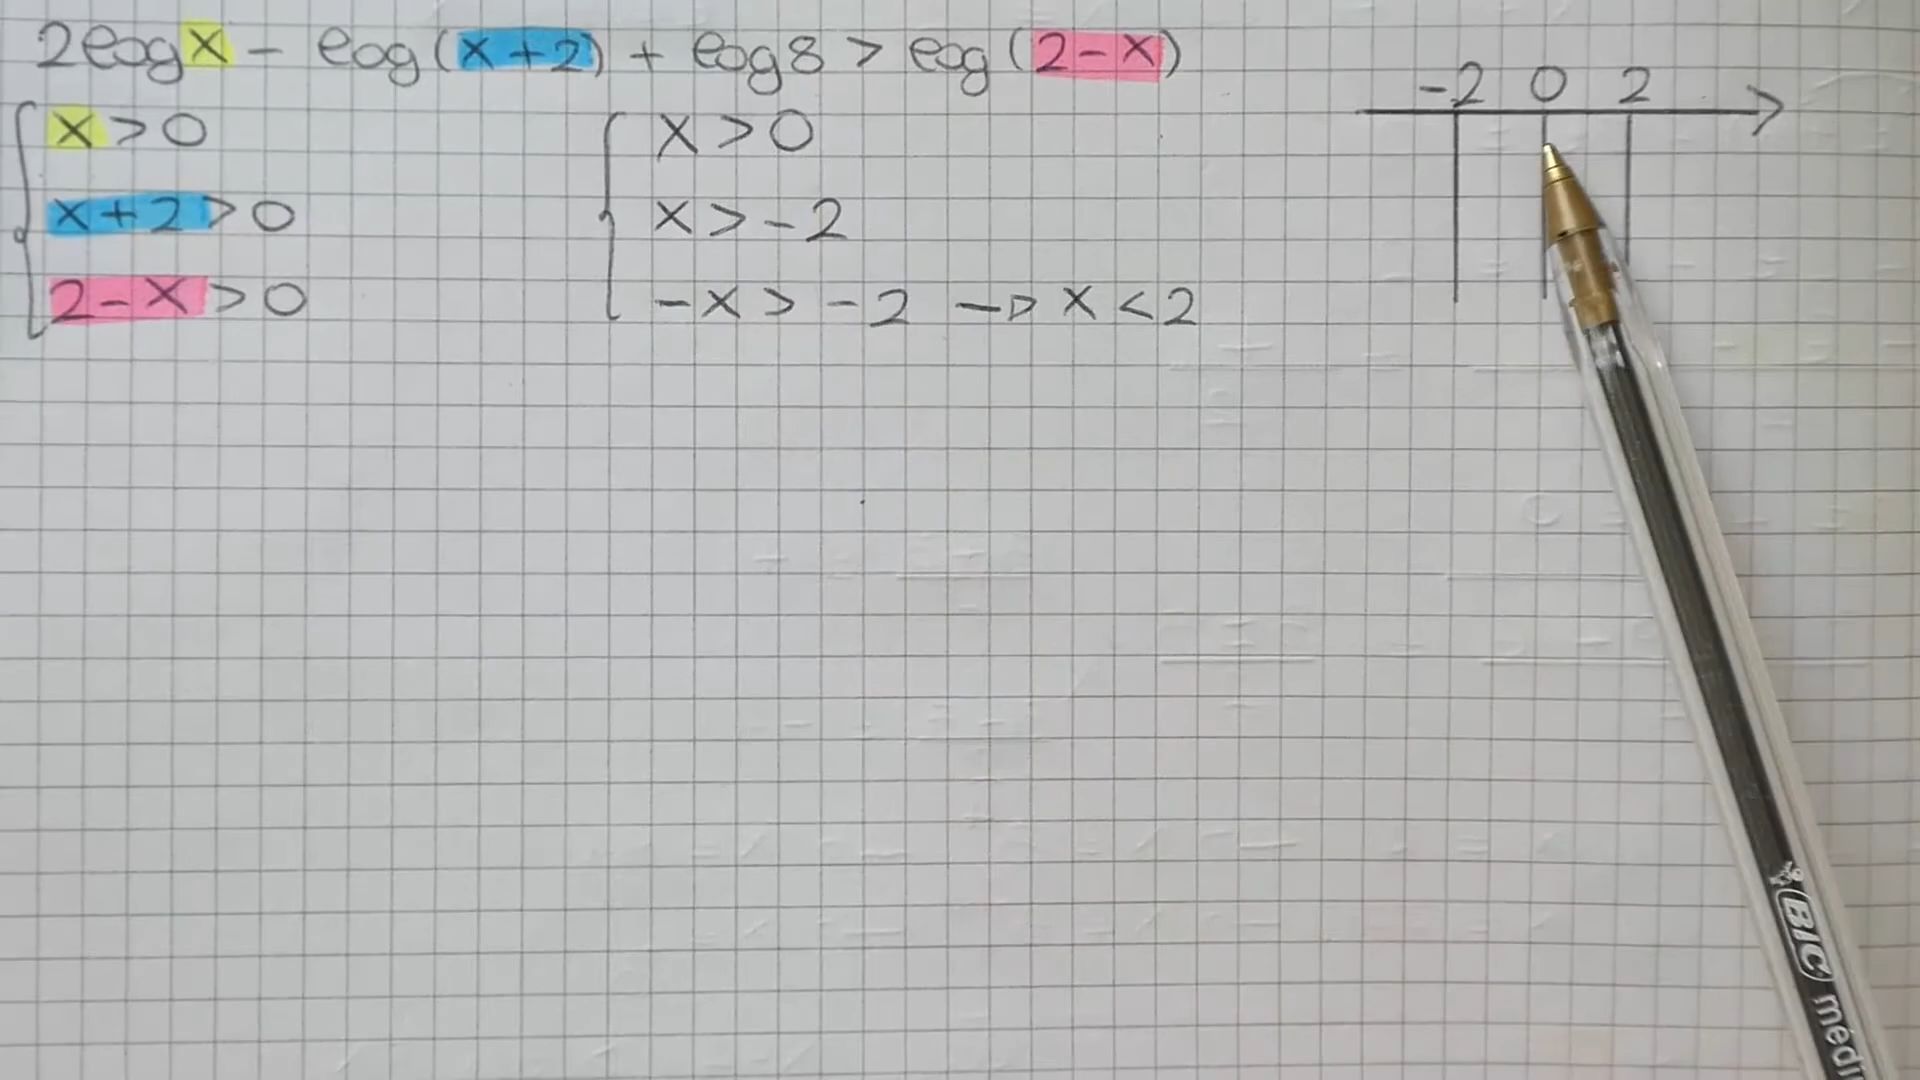 2logx - log(x+2) + log8 > log(2-x)
x > 0
x+2 > 0
2-x > 0
x > 0
x > -2
-x > -2 → x < 2
-2 0 2
BIC médi